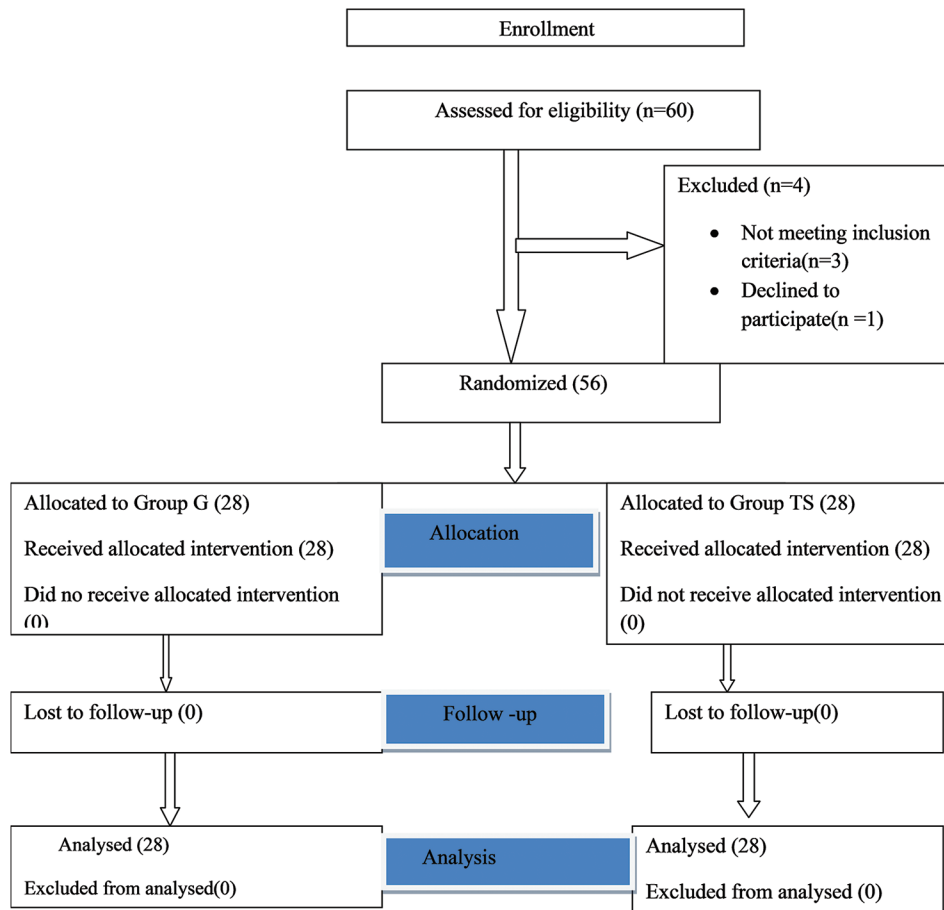 Enrollment
Assessed for eligibility (n=60)
Excluded (n=4)
• Not meeting inclusion
criteria(n=3)
• Declined to
participate(n =1)
Randomized (56)
Allocated to Group G (28)
Received allocated intervention (28)
Did no receive allocated intervention
(0)
Allocation
Allocated to Group TS (28)
Received allocated intervention (28)
Did not receive allocated intervention
(0)
Lost to follow-up (0)
Follow -up
Lost to follow-up(0)
Analysed (28)
Excluded from analysed(0)
Analysis
Analysed (28)
Excluded from analysed (0)